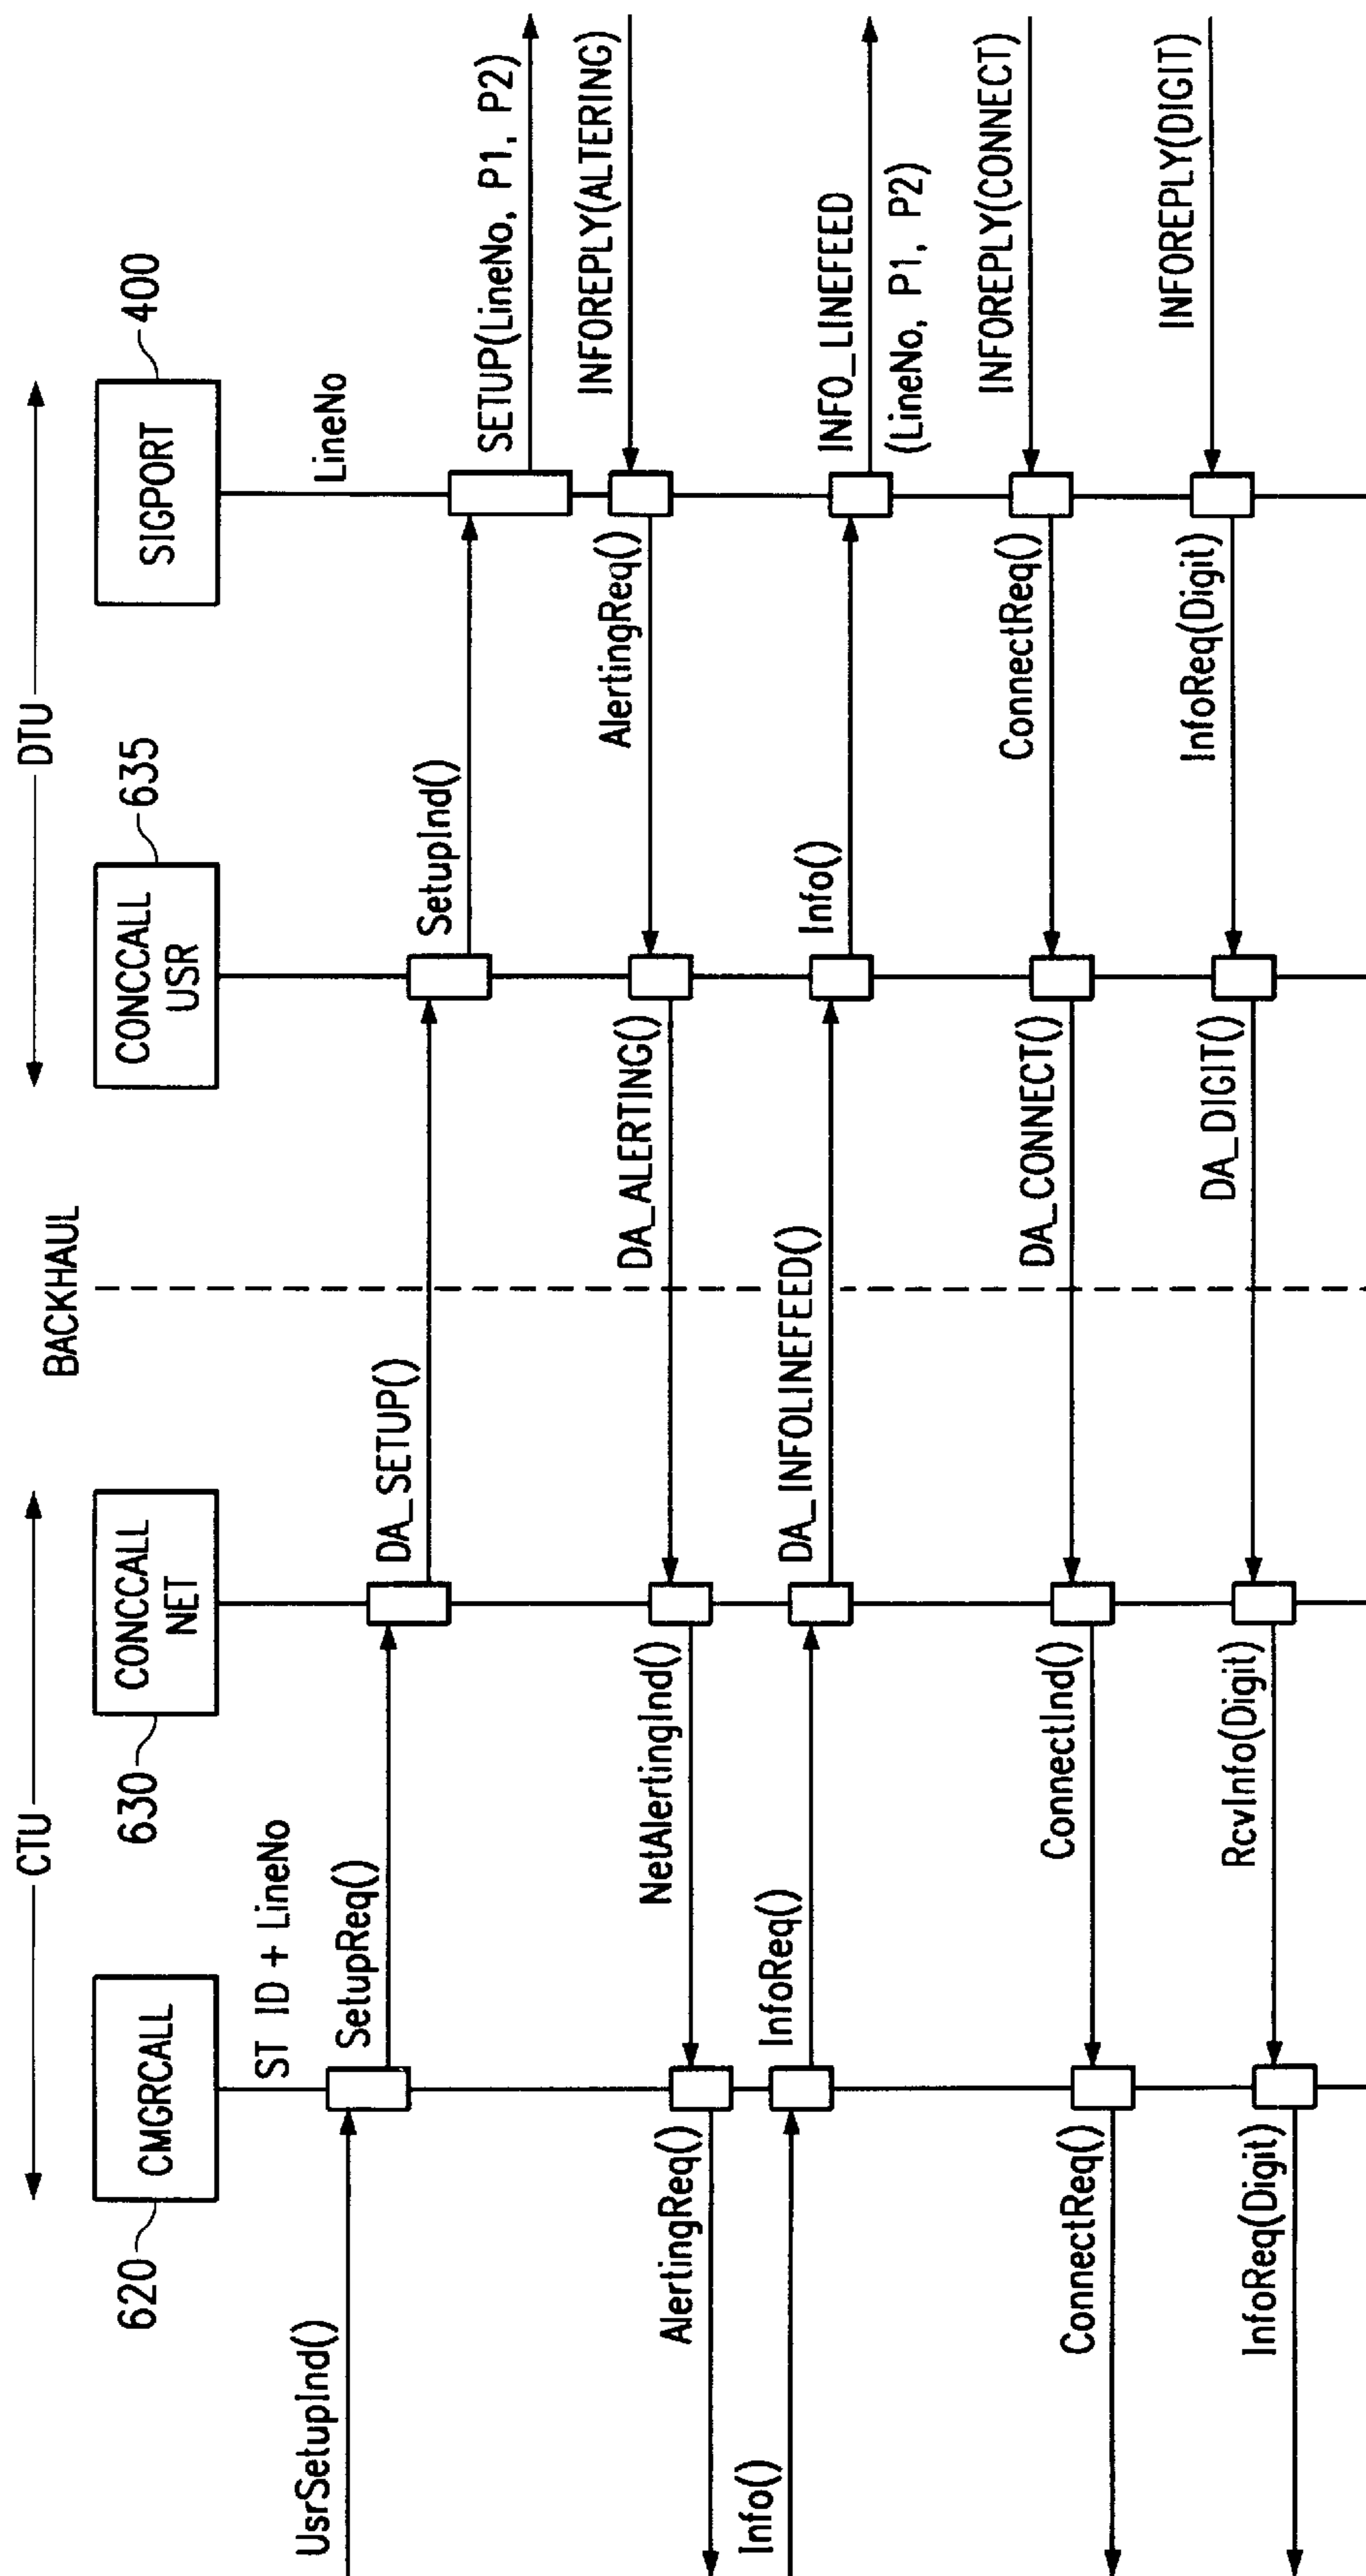 CTU
BACKHAUL
DTU
CMGRCALL
620
CONCCALL
NET
630
CONCCALL
USR
635
SIGPORT
400
ST ID + LineNo
LineNo
UsrSetupInd()
SetupReq()
DA_SETUP()
SetupInd()
SETUP(LineNo, P1, P2)
INFOREPLY(ALTERING)
AlertingReq()
DA_ALERTING()
NetAlertingInd()
AlertingReq()
Info()
InfoReq()
DA_INFOLINEFEED()
Info()
INFO_LINEFEED
(LineNo, P1, P2)
INFOREPLY(CONNECT)
ConnectReq()
DA_CONNECT()
ConnectInd()
ConnectReq()
INFOREPLY(DIGIT)
InfoReq(Digit)
DA_DIGIT()
RcvInfo(Digit)
InfoReq(Digit)